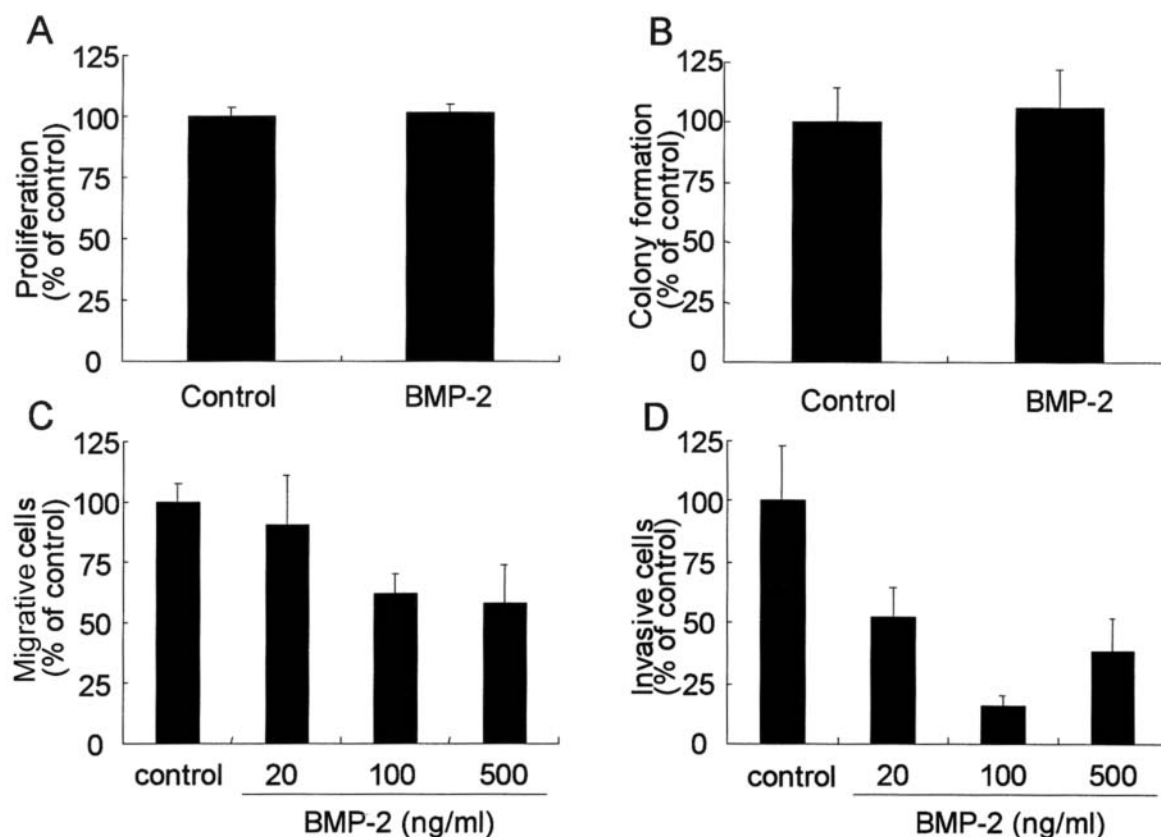 A
125
100
75
50
25
0
Proliferation
(% of control)
Control BMP-2
B
125
100
75
50
25
0
Colony formation
(% of control)
Control BMP-2
C
125
100
75
50
25
0
Migrative cells
(% of control)
control 20 100 500
BMP-2 (ng/ml)
D
125
100
75
50
25
0
Invasive cells
(% of control)
control 20 100 500
BMP-2 (ng/ml)